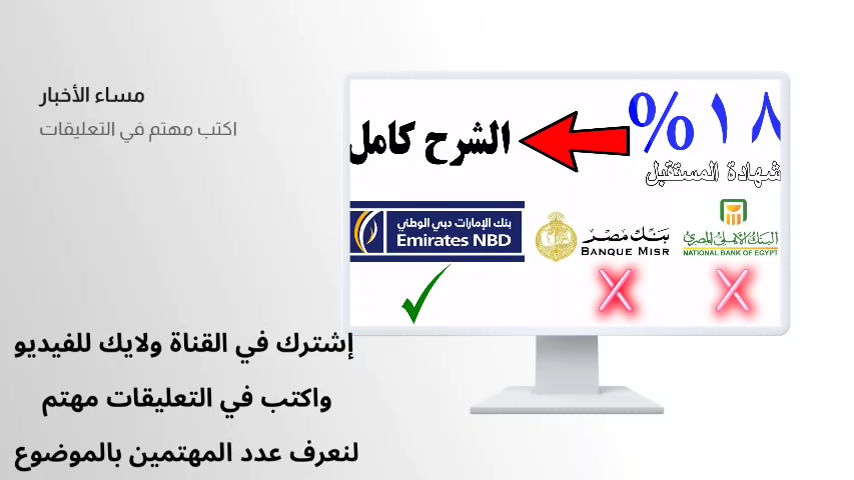 مساء الأخبار
اكتب مهتم في التعليقات
%١٨
الشرح كامل
شهادة المستقبل
بنك الإمارات دبي الوطني
Emirates NBD
بنك مصر
BANQUE MISR
البنك الأهلي المصري
NATIONAL BANK OF EGYPT
إشترك في القناة ولايك للفيديو
واكتب في التعليقات مهتم
لنعرف عدد المهتمين بالموضوع